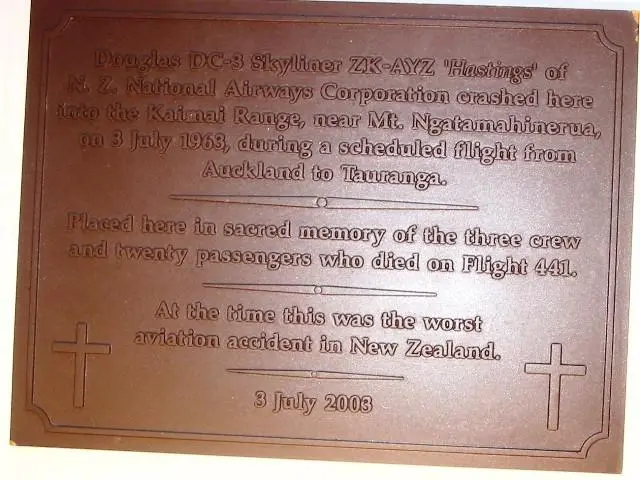 Douglas DC-3 Skyliner ZK-AYZ 'Hastings' of
N. Z. National Airways Corporation crashed here
into the Kaimai Range, near Mt. Ngatamahinerua,
on 3 July 1963, during a scheduled flight from
Auckland to Tauranga.
Placed here in sacred memory of the three crew
and twenty passengers who died on Flight 441.
At the time this was the worst
aviation accident in New Zealand.
3 July 2003